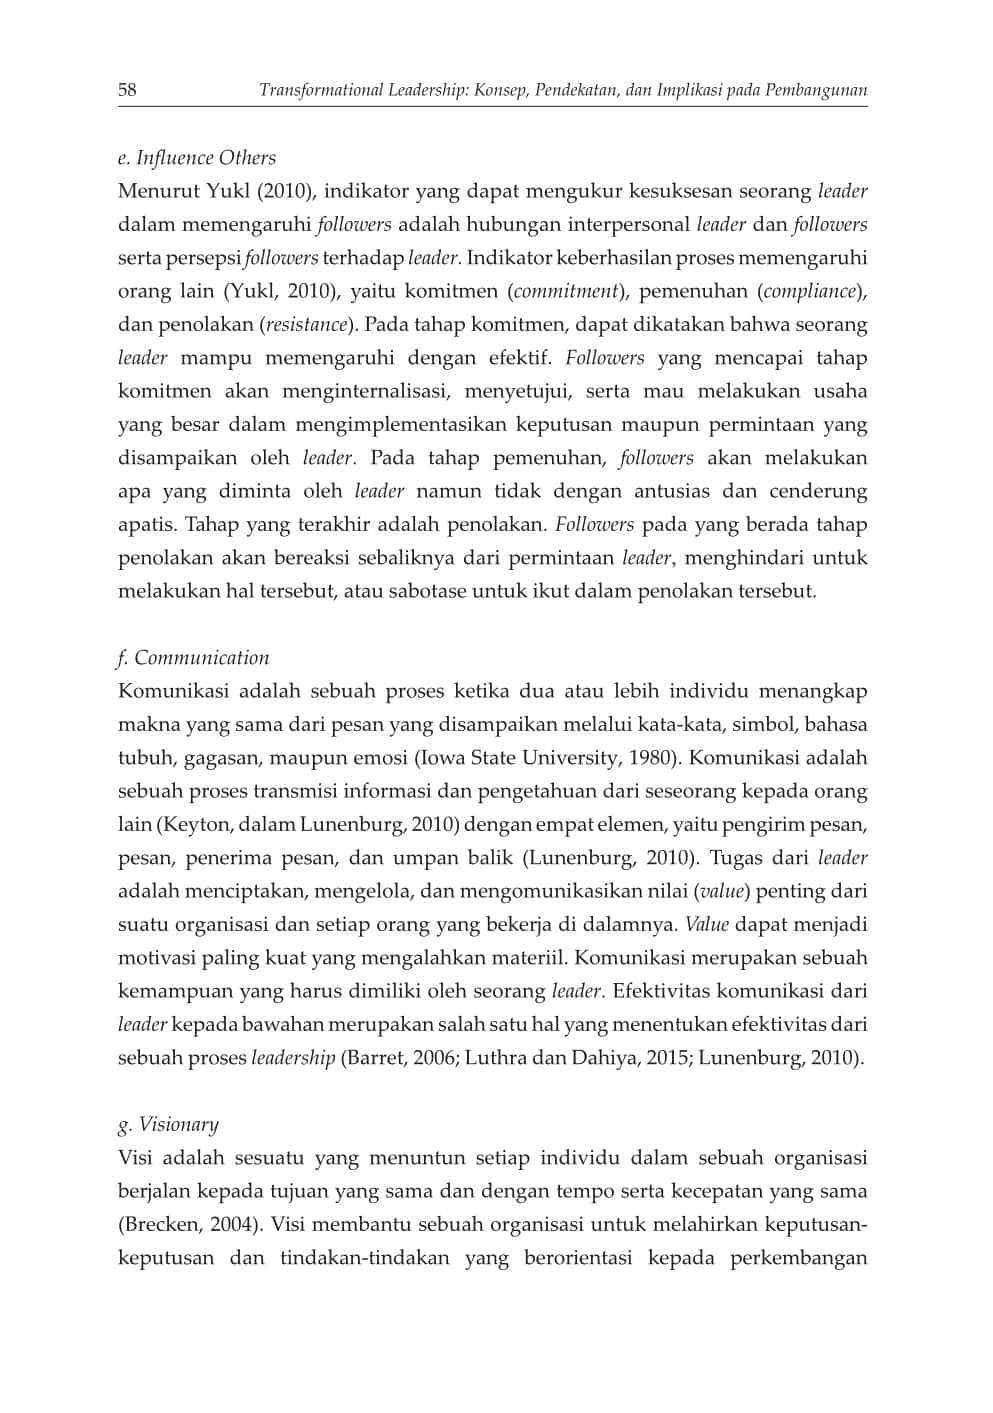 58
Transformational Leadership: Konsep, Pendekatan, dan Implikasi pada Pembangunan
e. Influence Others
Menurut Yukl (2010), indikator yang dapat mengukur kesuksesan seorang leader
dalam memengaruhi followers adalah hubungan interpersonal leader dan followers
serta persepsi followers terhadap leader. Indikator keberhasilan proses memengaruhi
orang lain (Yukl, 2010), yaitu komitmen (commitment), pemenuhan (compliance),
dan penolakan (resistance). Pada tahap komitmen, dapat dikatakan bahwa seorang
leader mampu memengaruhi dengan efektif. Followers yang mencapai tahap
komitmen akan menginternalisasi, menyetujui, serta mau melakukan usaha
yang besar dalam mengimplementasikan keputusan maupun permintaan yang
disampaikan oleh leader. Pada tahap pemenuhan, followers akan melakukan
apa yang diminta oleh leader namun tidak dengan antusias dan cenderung
apatis. Tahap yang terakhir adalah penolakan. Followers pada yang berada tahap
penolakan akan bereaksi sebaliknya dari permintaan leader, menghindari untuk
melakukan hal tersebut, atau sabotase untuk ikut dalam penolakan tersebut.
f. Communication
Komunikasi adalah sebuah proses ketika dua atau lebih individu menangkap
makna yang sama dari pesan yang disampaikan melalui kata-kata, simbol, bahasa
tubuh, gagasan, maupun emosi (Iowa State University, 1980). Komunikasi adalah
sebuah proses transmisi informasi dan pengetahuan dari seseorang kepada orang
lain (Keyton, dalam Lunenburg, 2010) dengan empat elemen, yaitu pengirim pesan,
pesan, penerima pesan, dan umpan balik (Lunenburg, 2010). Tugas dari leader
adalah menciptakan, mengelola, dan mengomunikasikan nilai (value) penting dari
suatu organisasi dan setiap orang yang bekerja di dalamnya. Value dapat menjadi
motivasi paling kuat yang mengalahkan materiil. Komunikasi merupakan sebuah
kemampuan yang harus dimiliki oleh seorang leader. Efektivitas komunikasi dari
leader kepada bawahan merupakan salah satu hal yang menentukan efektivitas dari
sebuah proses leadership (Barret, 2006; Luthra dan Dahiya, 2015; Lunenburg, 2010).
g. Visionary
Visi adalah sesuatu yang menuntun setiap individu dalam sebuah organisasi
berjalan kepada tujuan yang sama dan dengan tempo serta kecepatan yang sama
(Brecken, 2004). Visi membantu sebuah organisasi untuk melahirkan keputusan-
keputusan dan tindakan-tindakan yang berorientasi kepada perkembangan